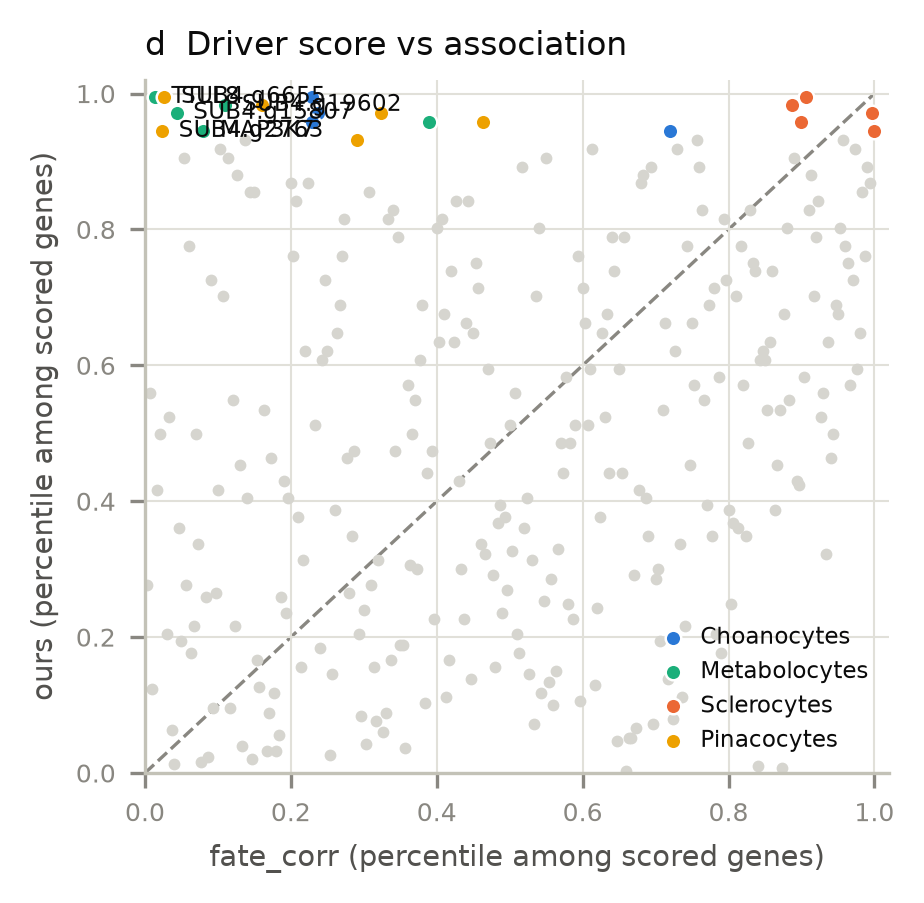 d Driver score vs association
1.0
0.8
0.6
0.4
0.2
0.0
ours (percentile among scored genes)
SUB4.g6655
Choanocytes
Metabolocytes
Sclerocytes
Pinacocytes
0.0 0.2 0.4 0.6 0.8 1.0
fate_corr (percentile among scored genes)